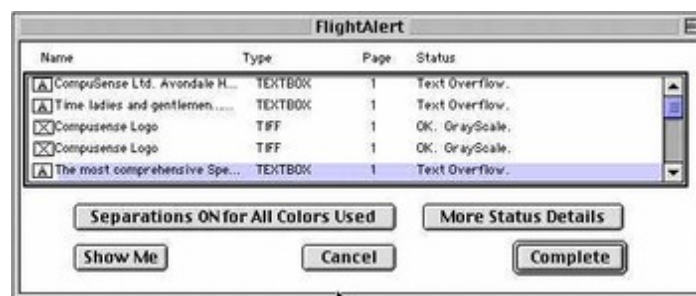 FlightAlert
Name Type Page Status
CompuSense Ltd. Avondale H... TEXTBOX 1 Text Overflow.
Time ladies and gentlemen...... TEXTBOX 1 Text Overflow.
Compusense Logo TIFF 1 OK. GrayScale.
Compusense Logo TIFF 1 OK. GrayScale.
The most comprehensive Spe... TEXTBOX 1 Text Overflow.
Separations ON for All Colors Used More Status Details
Show Me Cancel Complete